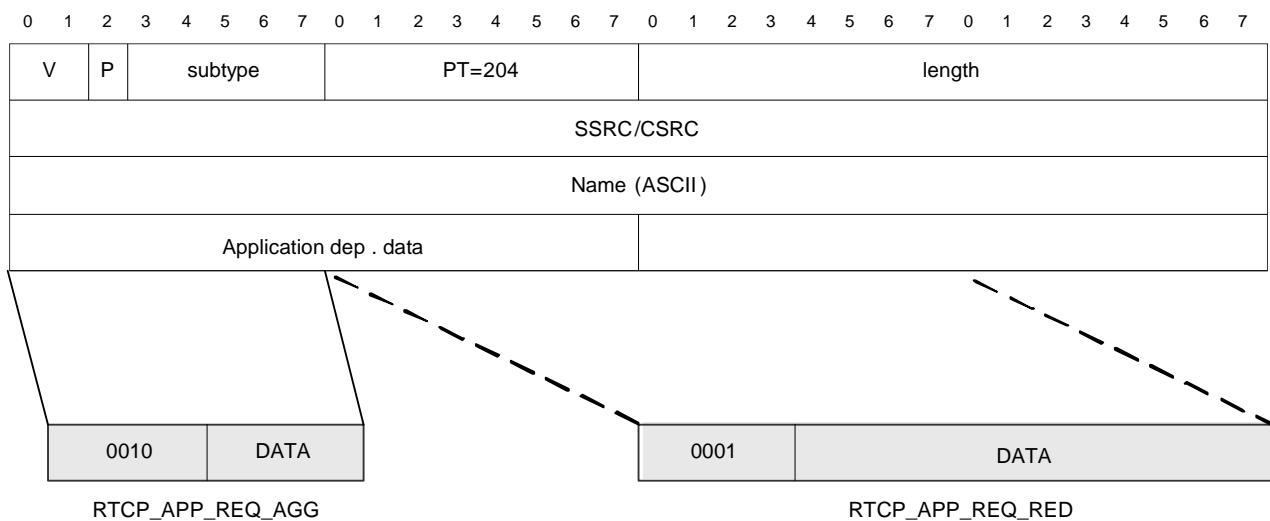 0 1 2 3 4 5 6 7 0 1 2 3 4 5 6 7 0 1 2 3 4 5 6 7 0 1 2 3 4 5 6 7
V P subtype PT=204 length
SSRC/CSRC
Name (ASCII)
Application dep . data
0010 DATA 0001 DATA
RTCP_APP_REQ_AGG RTCP_APP_REQ_RED